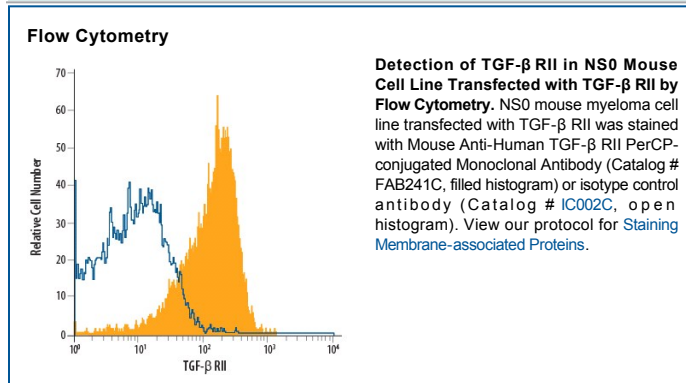 Flow Cytometry
70
60
50
40
30
20
10
0
Relative Cell Number
10⁰ 10¹ 10² 10³ 10⁴
TGF-β RII
Detection of TGF-β RII in NS0 Mouse
Cell Line Transfected with TGF-β RII by
Flow Cytometry. NS0 mouse myeloma cell
line transfected with TGF-β RII was stained
with Mouse Anti-Human TGF-β RII PerCP-
conjugated Monoclonal Antibody (Catalog #
FAB241C, filled histogram) or isotype control
antibody (Catalog # IC002C, open
histogram). View our protocol for Staining
Membrane-associated Proteins.